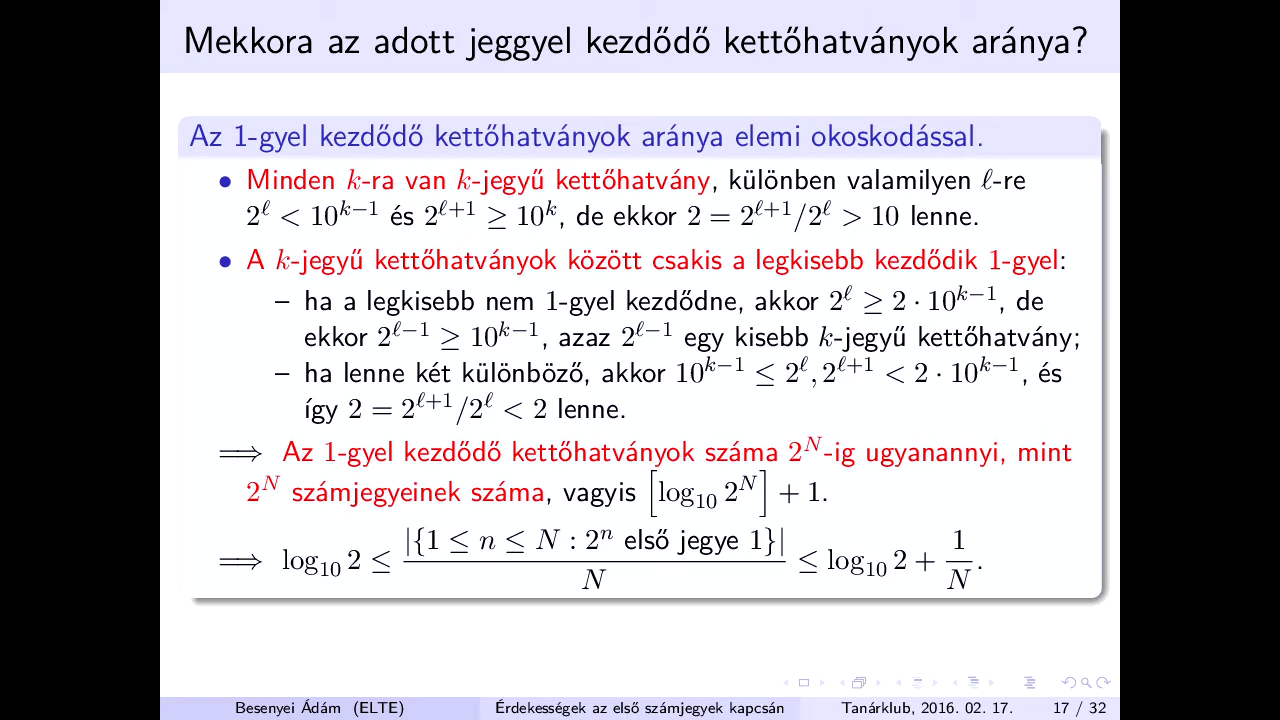 Mekkora az adott jeggyel kezdődő kettőhatványok aránya?
Az 1-gyel kezdődő kettőhatványok aránya elemi okoskodással.
• Minden k-ra van k-jegyű kettőhatvány, különben valamilyen ℓ-re
2^ℓ < 10^{k−1} és 2^{ℓ+1} ≥ 10^k, de ekkor 2 = 2^{ℓ+1}/2^ℓ > 10 lenne.
• A k-jegyű kettőhatványok között csakis a legkisebb kezdődik 1-gyel:
– ha a legkisebb nem 1-gyel kezdődne, akkor 2^ℓ ≥ 2 · 10^{k−1}, de
ekkor 2^{ℓ−1} ≥ 10^{k−1}, azaz 2^{ℓ−1} egy kisebb k-jegyű kettőhatvány;
– ha lenne két különböző, akkor 10^{k−1} ≤ 2^ℓ, 2^{ℓ+1} < 2 · 10^{k−1}, és
így 2 = 2^{ℓ+1}/2^ℓ < 2 lenne.
⟹ Az 1-gyel kezdődő kettőhatványok száma 2^N-ig ugyanannyi, mint
2^N számjegyeinek száma, vagyis [log_{10} 2^N] + 1.
⟹ log_{10} 2 ≤ |{1 ≤ n ≤ N : 2^n első jegye 1}| / N ≤ log_{10} 2 + 1/N.
Besenyei Ádám (ELTE) Érdekességek az első számjegyek kapcsán Tanárklub, 2016. 02. 17. 17 / 32